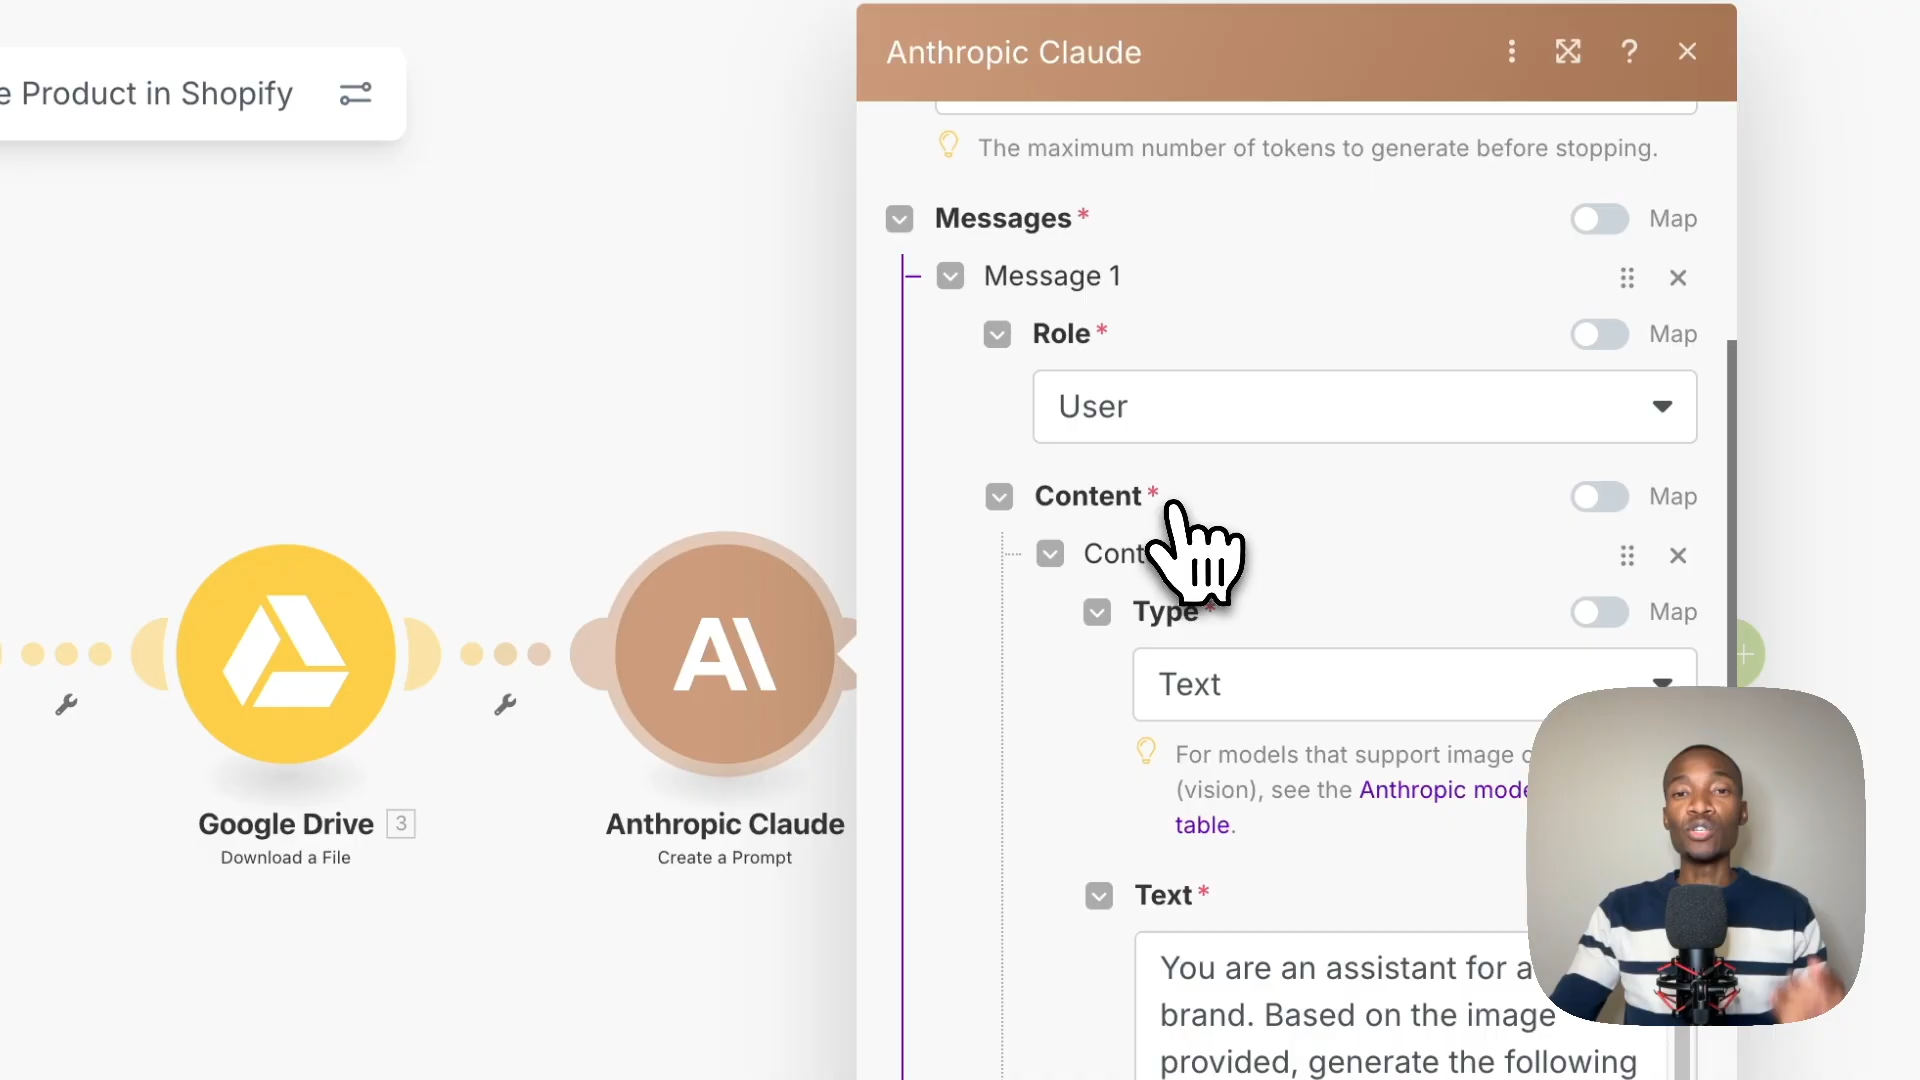 e Product in Shopify
Anthropic Claude
?
The maximum number of tokens to generate before stopping.
Messages *
Map
Message 1
Role *
Map
User
Content *
Map
Cont
Type *
Map
Text
For models that support image
(vision), see the Anthropic mode
table.
Text *
You are an assistant for a
brand. Based on the image
provided, generate the following
Google Drive 3
Download a File
Anthropic Claude
Create a Prompt